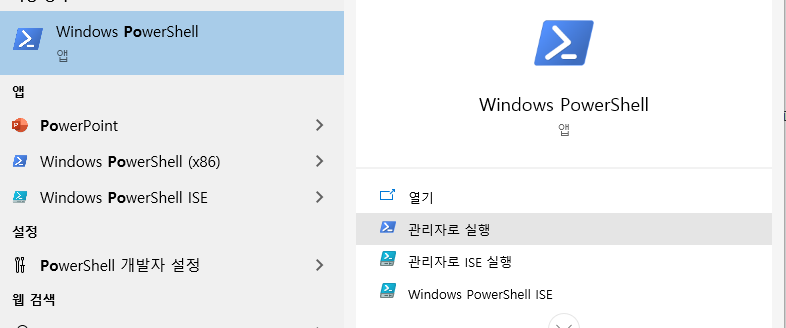 Windows PowerShell
앱
앱
PowerPoint
Windows PowerShell (x86)
Windows PowerShell ISE
설정
PowerShell 개발자 설정
웹 검색
Windows PowerShell
앱
열기
관리자로 실행
관리자로 ISE 실행
Windows PowerShell ISE